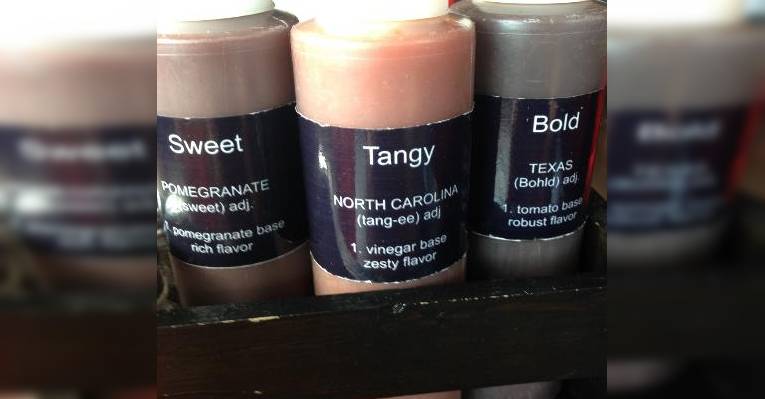 Sweet
POMEGRANATE
(sweet) adj.
1. pomegranate base
rich flavor
Tangy
NORTH CAROLINA
(tang-ee) adj
1. vinegar base
zesty flavor
Bold
TEXAS
(Bohld) adj.
1. tomato base
robust flavor